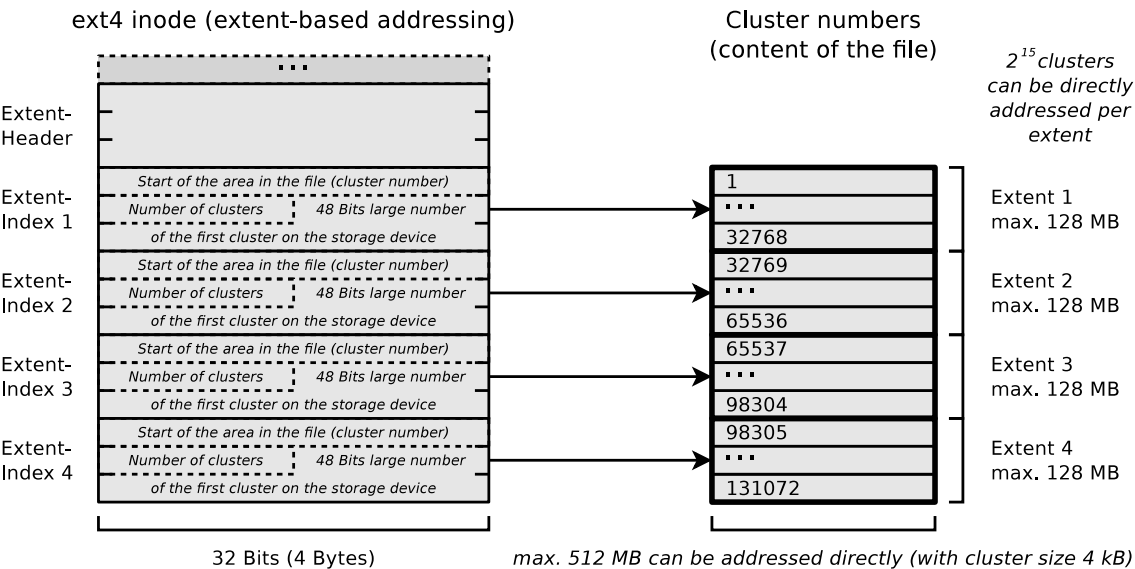 ext4 inode (extent-based addressing)
Cluster numbers
(content of the file)
2^15 clusters
can be directly
addressed per
extent
...
Extent-
Header
Extent-
Index 1
Start of the area in the file (cluster number)
Number of clusters
48 Bits large number
of the first cluster on the storage device
1
...
32768
Extent 1
max. 128 MB
Extent-
Index 2
Start of the area in the file (cluster number)
Number of clusters
48 Bits large number
of the first cluster on the storage device
32769
...
65536
Extent 2
max. 128 MB
Extent-
Index 3
Start of the area in the file (cluster number)
Number of clusters
48 Bits large number
of the first cluster on the storage device
65537
...
98304
Extent 3
max. 128 MB
Extent-
Index 4
Start of the area in the file (cluster number)
Number of clusters
48 Bits large number
of the first cluster on the storage device
98305
...
131072
Extent 4
max. 128 MB
32 Bits (4 Bytes)
max. 512 MB can be addressed directly (with cluster size 4 kB)